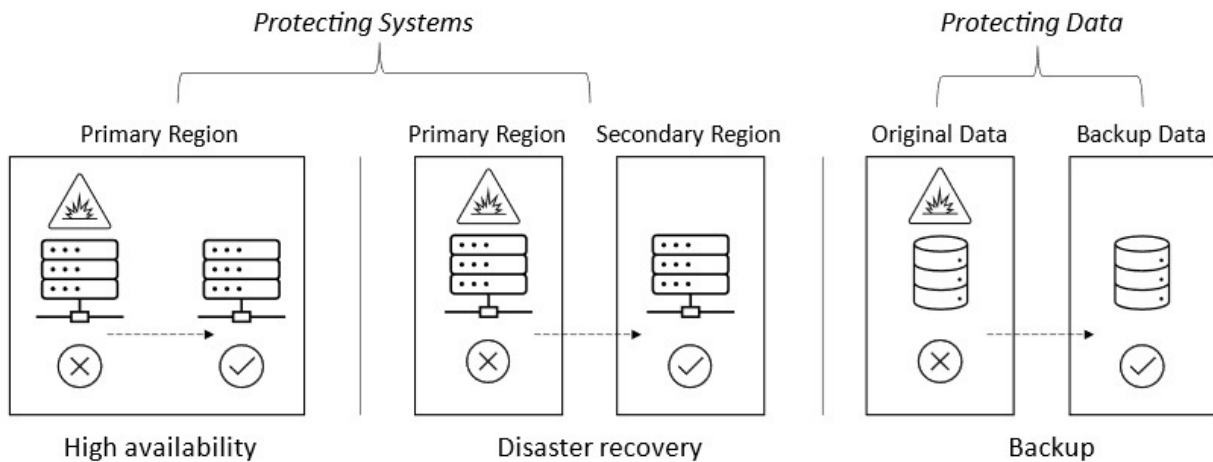 Protecting Systems
Protecting Data
Primary Region
Primary Region
Secondary Region
Original Data
Backup Data
High availability
Disaster recovery
Backup